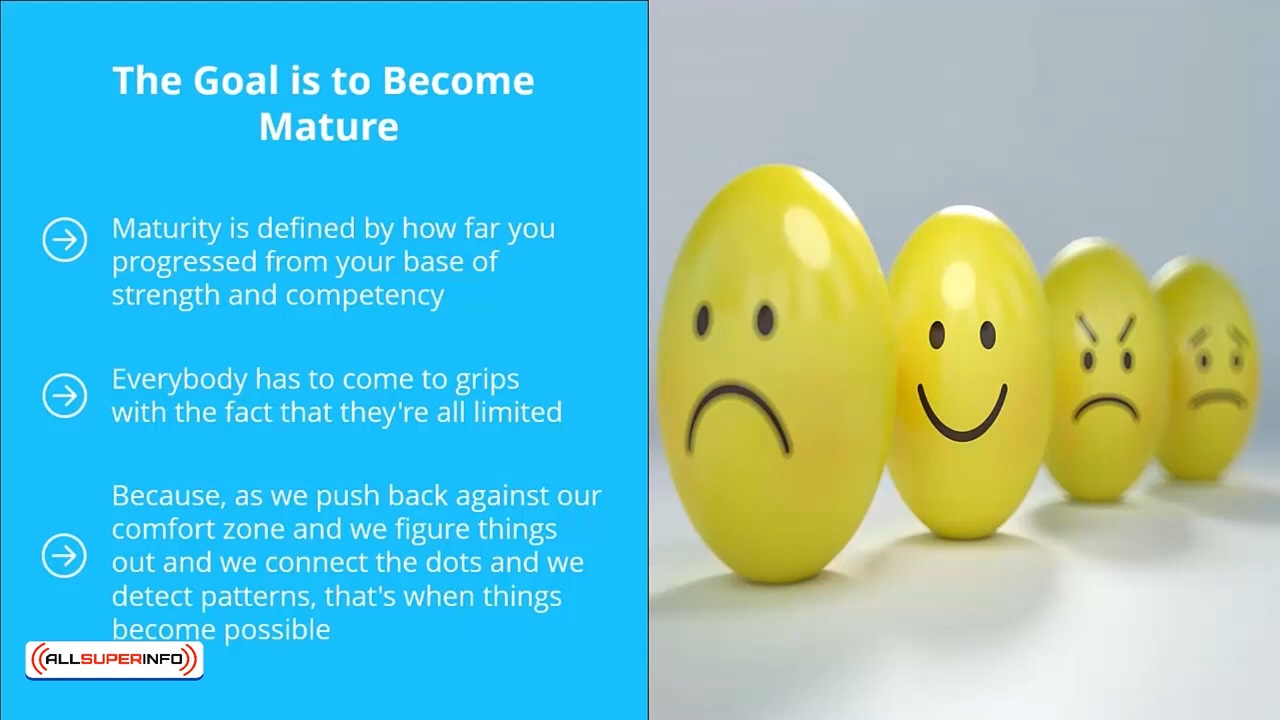 The Goal is to Become
Mature
Maturity is defined by how far you
progressed from your base of
strength and competency
Everybody has to come to grips
with the fact that they're all limited
Because, as we push back against our
comfort zone and we figure things
out and we connect the dots and we
detect patterns, that's when things
become possible
ALLSUPERINFO